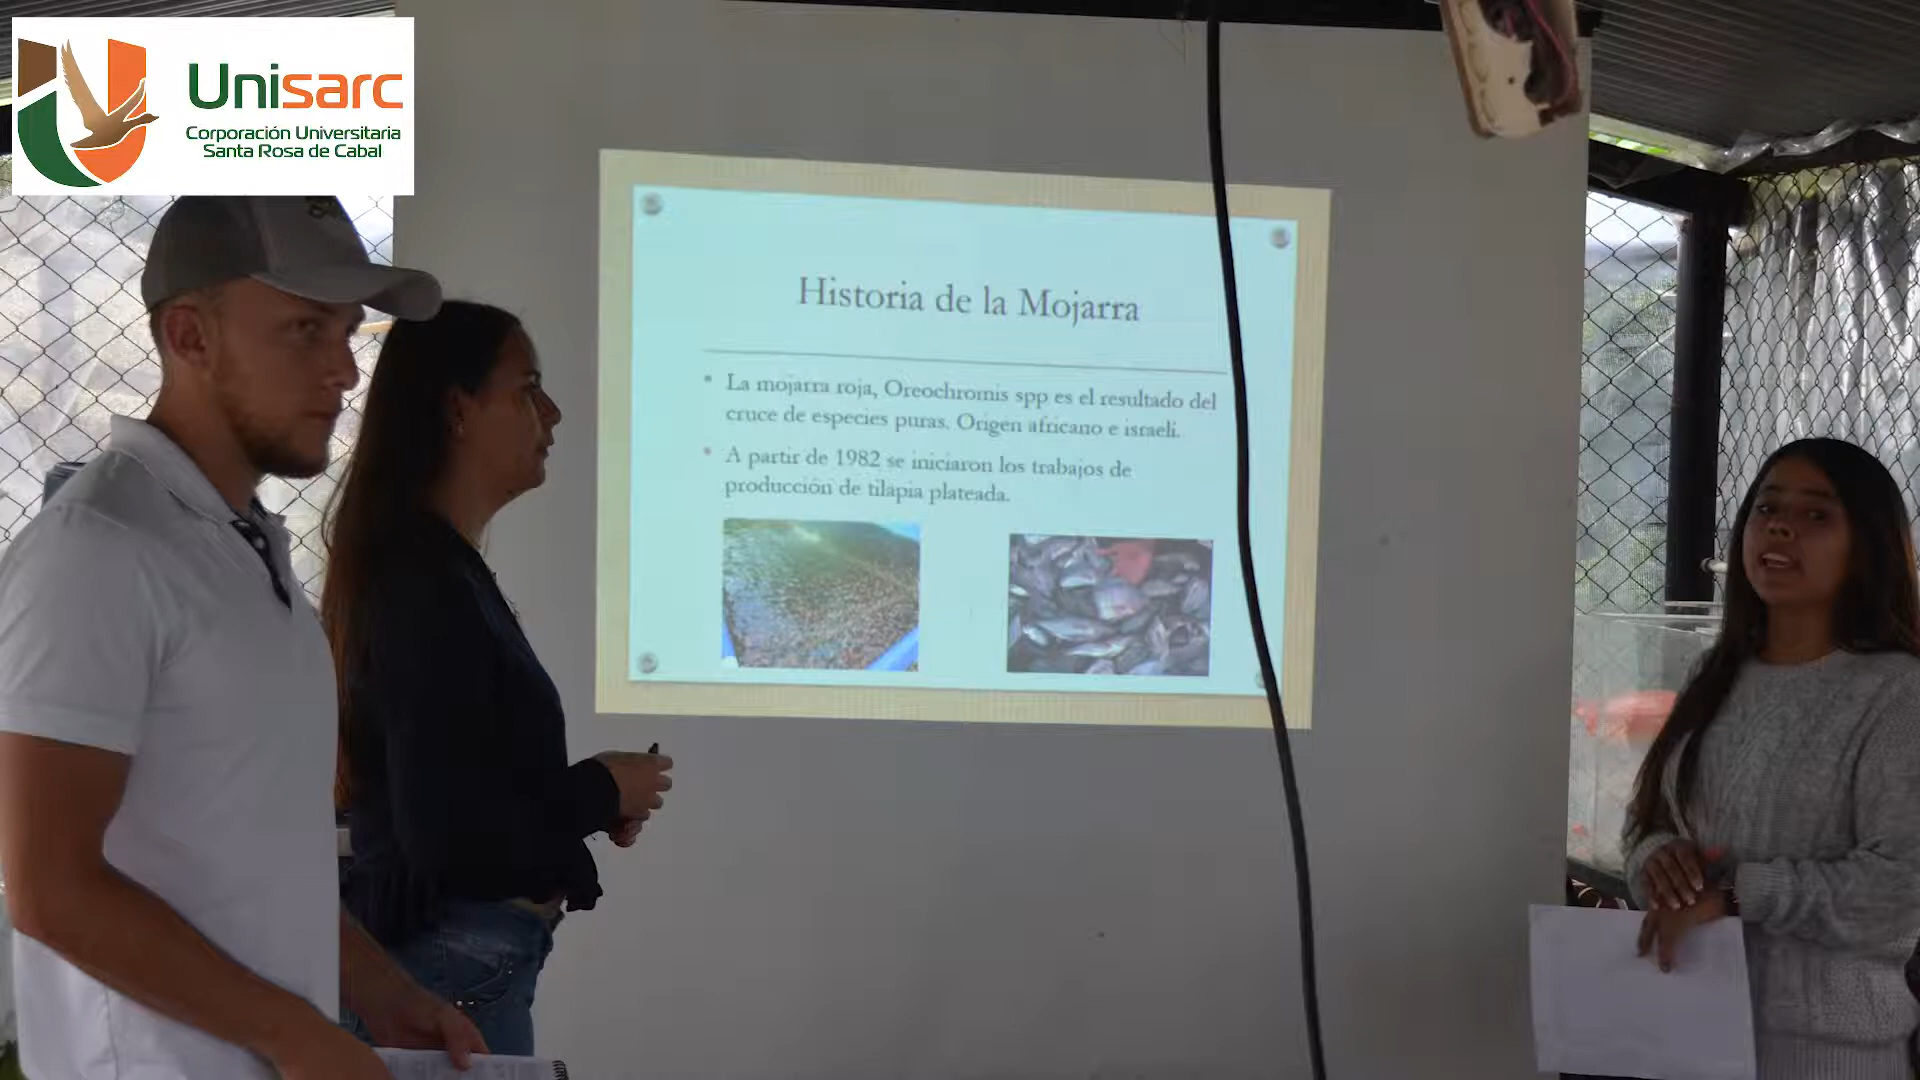 Unisarc
Corporación Universitaria
Santa Rosa de Cabal
Historia de la Mojarra
• La mojarra roja, Oreochromis spp es el resultado del
cruce de especies puras. Origen africano e israelí.
• A partir de 1982 se iniciaron los trabajos de
producción de tilapia plateada.